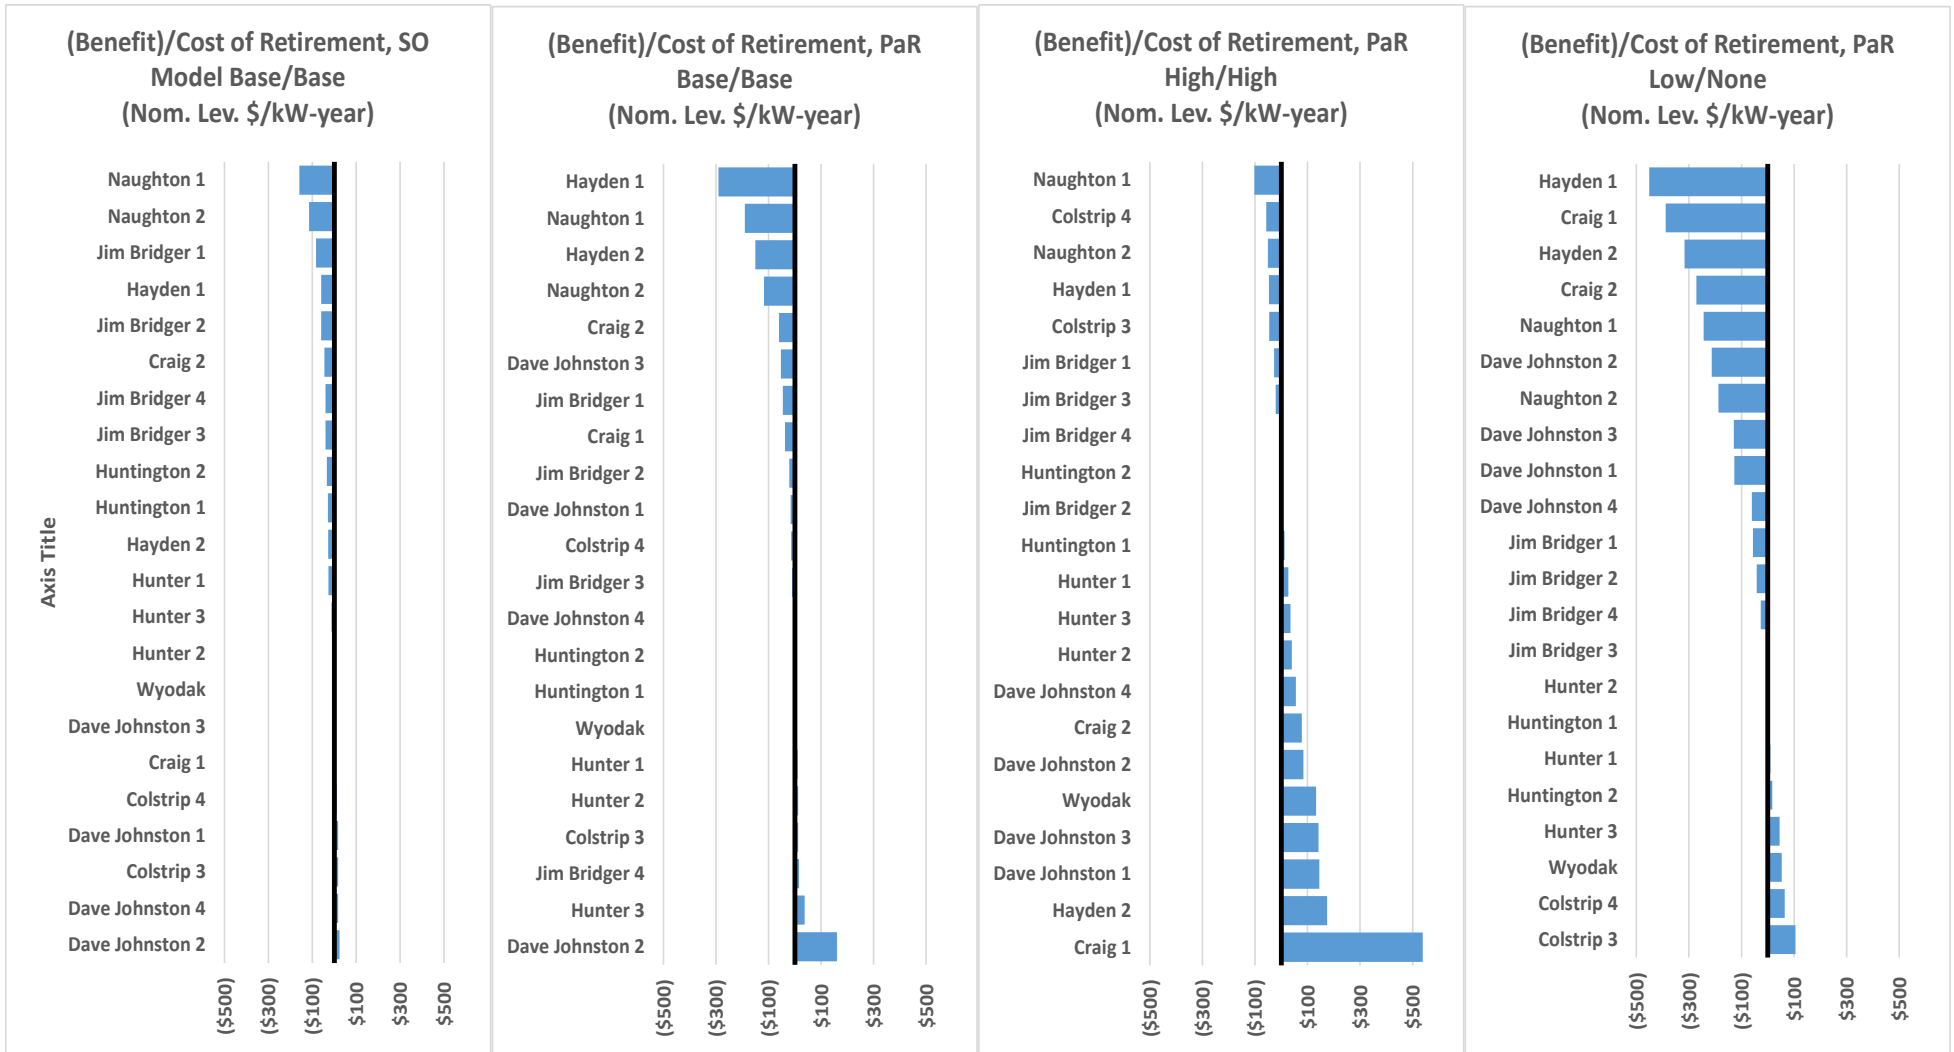 (Benefit)/Cost of Retirement, SO
Model Base/Base
(Nom. Lev. $/kW-year)
Axis Title
Naughton 1
Naughton 2
Jim Bridger 1
Hayden 1
Jim Bridger 2
Craig 2
Jim Bridger 4
Jim Bridger 3
Huntington 2
Huntington 1
Hayden 2
Hunter 1
Hunter 3
Hunter 2
Wyodak
Dave Johnston 3
Craig 1
Colstrip 4
Dave Johnston 1
Colstrip 3
Dave Johnston 4
Dave Johnston 2
($500)
($300)
($100)
$100
$300
$500
(Benefit)/Cost of Retirement, PaR
Base/Base
(Nom. Lev. $/kW-year)
Hayden 1
Naughton 1
Hayden 2
Naughton 2
Craig 2
Dave Johnston 3
Jim Bridger 1
Craig 1
Jim Bridger 2
Dave Johnston 1
Colstrip 4
Jim Bridger 3
Dave Johnston 4
Huntington 2
Huntington 1
Wyodak
Hunter 1
Hunter 2
Colstrip 3
Jim Bridger 4
Hunter 3
Dave Johnston 2
($500)
($300)
($100)
$100
$300
$500
(Benefit)/Cost of Retirement, PaR
High/High
(Nom. Lev. $/kW-year)
Naughton 1
Colstrip 4
Naughton 2
Hayden 1
Colstrip 3
Jim Bridger 1
Jim Bridger 3
Jim Bridger 4
Huntington 2
Jim Bridger 2
Huntington 1
Hunter 1
Hunter 3
Hunter 2
Dave Johnston 4
Craig 2
Dave Johnston 2
Wyodak
Dave Johnston 3
Dave Johnston 1
Hayden 2
Craig 1
($500)
($300)
($100)
$100
$300
$500
(Benefit)/Cost of Retirement, PaR
Low/None
(Nom. Lev. $/kW-year)
Hayden 1
Craig 1
Hayden 2
Craig 2
Naughton 1
Dave Johnston 2
Naughton 2
Dave Johnston 3
Dave Johnston 1
Dave Johnston 4
Jim Bridger 1
Jim Bridger 2
Jim Bridger 4
Jim Bridger 3
Hunter 2
Huntington 1
Hunter 1
Huntington 2
Hunter 3
Wyodak
Colstrip 4
Colstrip 3
($500)
($300)
($100)
$100
$300
$500